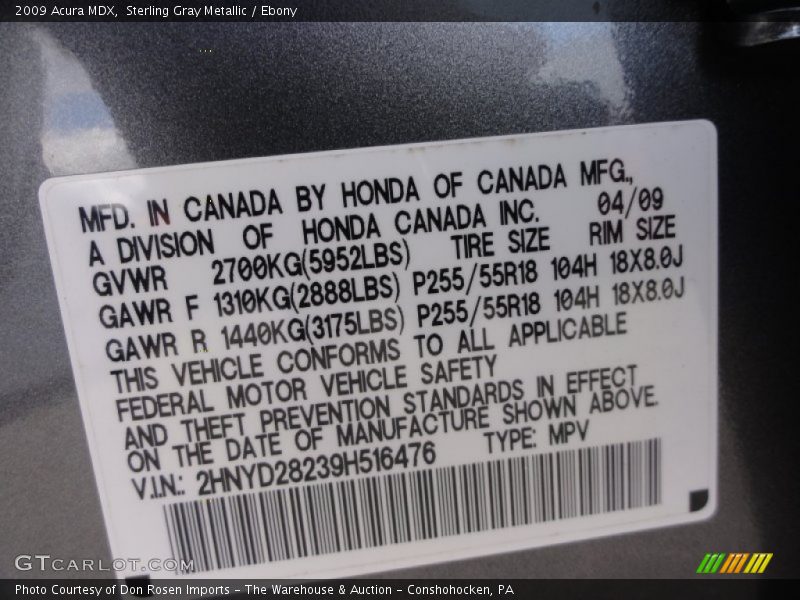 2009 Acura MDX, Sterling Gray Metallic / Ebony
MFD. IN CANADA BY HONDA OF CANADA MFG.,
A DIVISION OF HONDA CANADA INC. 04/09
GVWR 2700KG(5952LBS) TIRE SIZE RIM SIZE
GAWR F 1310KG(2888LBS) P255/55R18 104H 18X8.0J
GAWR R 1440KG(3175LBS) P255/55R18 104H 18X8.0J
THIS VEHICLE CONFORMS TO ALL APPLICABLE
FEDERAL MOTOR VEHICLE SAFETY
AND THEFT PREVENTION STANDARDS IN EFFECT
ON THE DATE OF MANUFACTURE SHOWN ABOVE.
V.I.N.: 2HNYD28239H516476 TYPE: MPV
GTCARLOT.COM
Photo Courtesy of Don Rosen Imports - The Warehouse & Auction - Conshohocken, PA